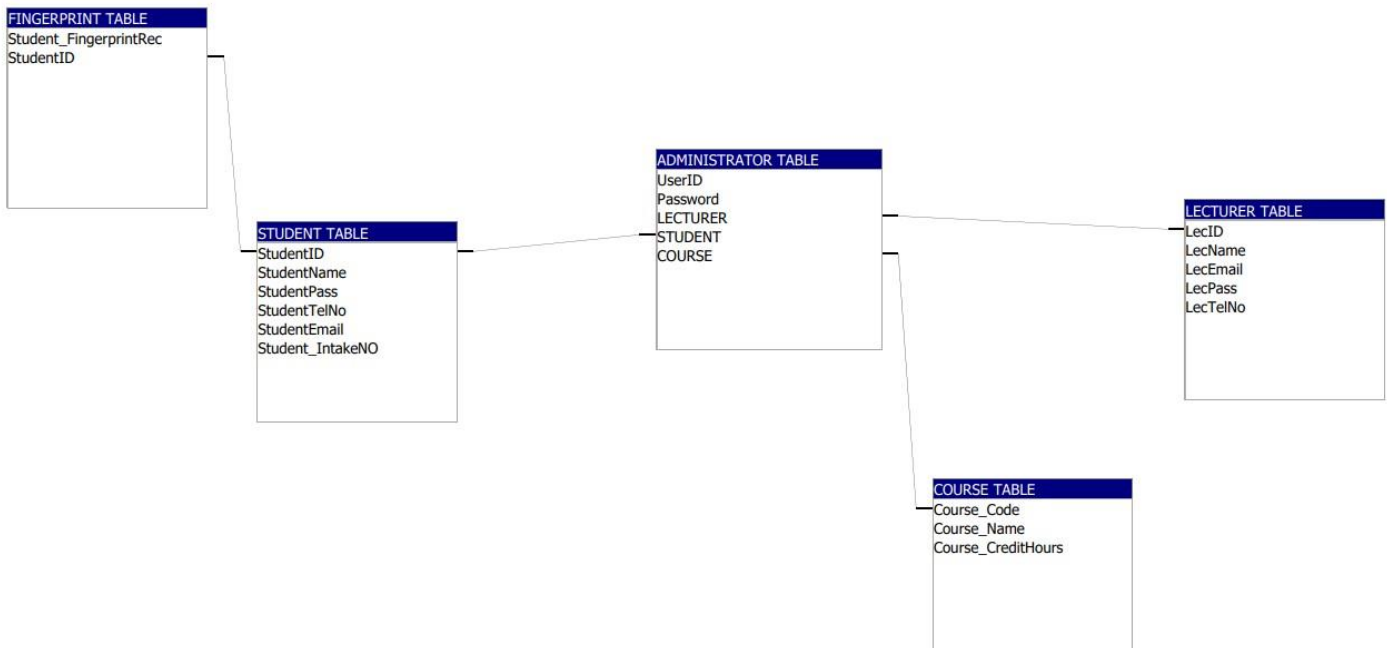 FINGERPRINT TABLE
Student_FingerprintRec
StudentID
STUDENT TABLE
StudentID
StudentName
StudentPass
StudentTelNo
StudentEmail
Student_IntakeNO
ADMINISTRATOR TABLE
UserID
Password
LECTURER
STUDENT
COURSE
LECTURER TABLE
LecID
LecName
LecEmail
LecPass
LecTelNo
COURSE TABLE
Course_Code
Course_Name
Course_CreditHours